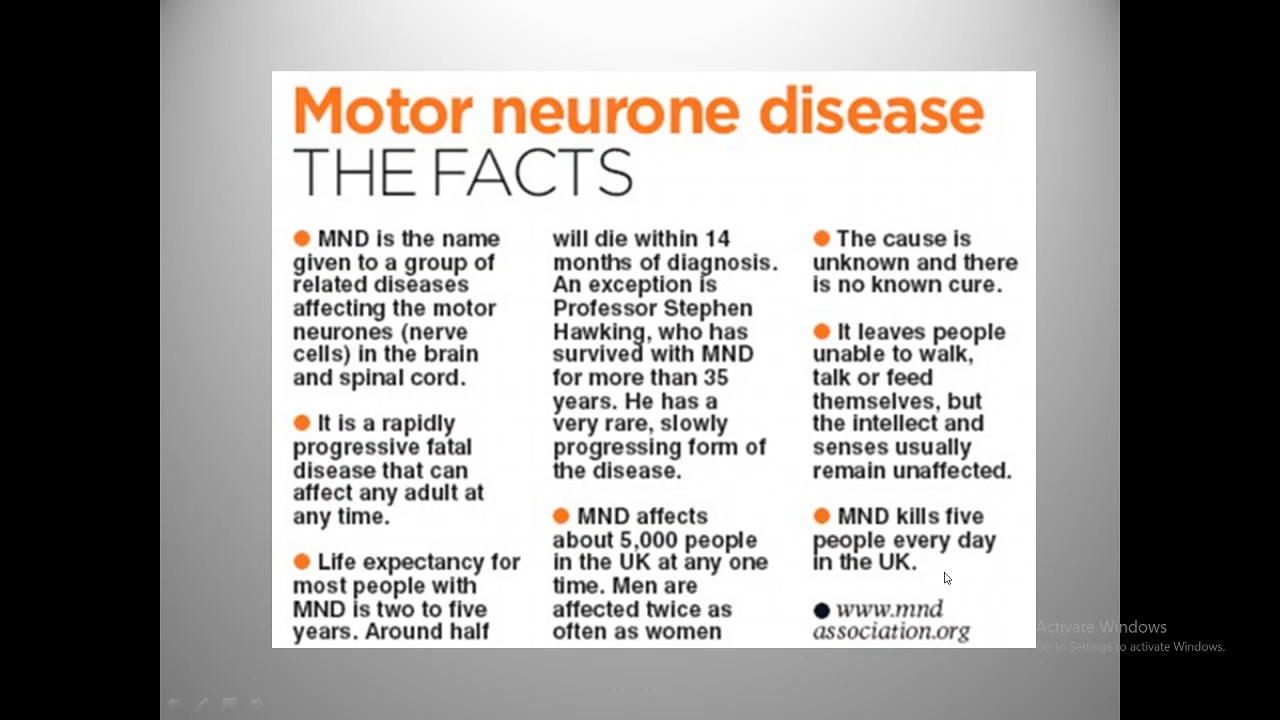 Motor neurone disease
THE FACTS
● MND is the name
given to a group of
related diseases
affecting the motor
neurones (nerve
cells) in the brain
and spinal cord.
● It is a rapidly
progressive fatal
disease that can
affect any adult at
any time.
● Life expectancy for
most people with
MND is two to five
years. Around half
will die within 14
months of diagnosis.
An exception is
Professor Stephen
Hawking, who has
survived with MND
for more than 35
years. He has a
very rare, slowly
progressing form of
the disease.
● MND affects
about 5,000 people
in the UK at any one
time. Men are
affected twice as
often as women
● The cause is
unknown and there
is no known cure.
● It leaves people
unable to walk,
talk or feed
themselves, but
the intellect and
senses usually
remain unaffected.
● MND kills five
people every day
in the UK.
● www.mnd
association.org
Activate Windows
Go to Settings to activate Windows.